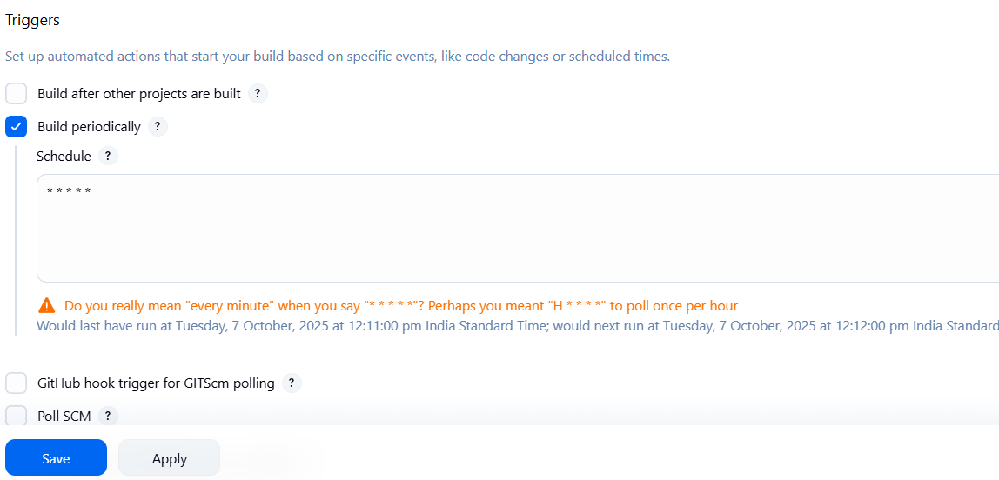 Triggers
Set up automated actions that start your build based on specific events, like code changes or scheduled times.
Build after other projects are built ?
Build periodically ?
Schedule ?
* * * * *
Do you really mean "every minute" when you say "* * * * *"? Perhaps you meant "H * * * *" to poll once per hour
Would last have run at Tuesday, 7 October, 2025 at 12:11:00 pm India Standard Time; would next run at Tuesday, 7 October, 2025 at 12:12:00 pm India Standard
GitHub hook trigger for GITScm polling ?
Poll SCM ?
Save Apply